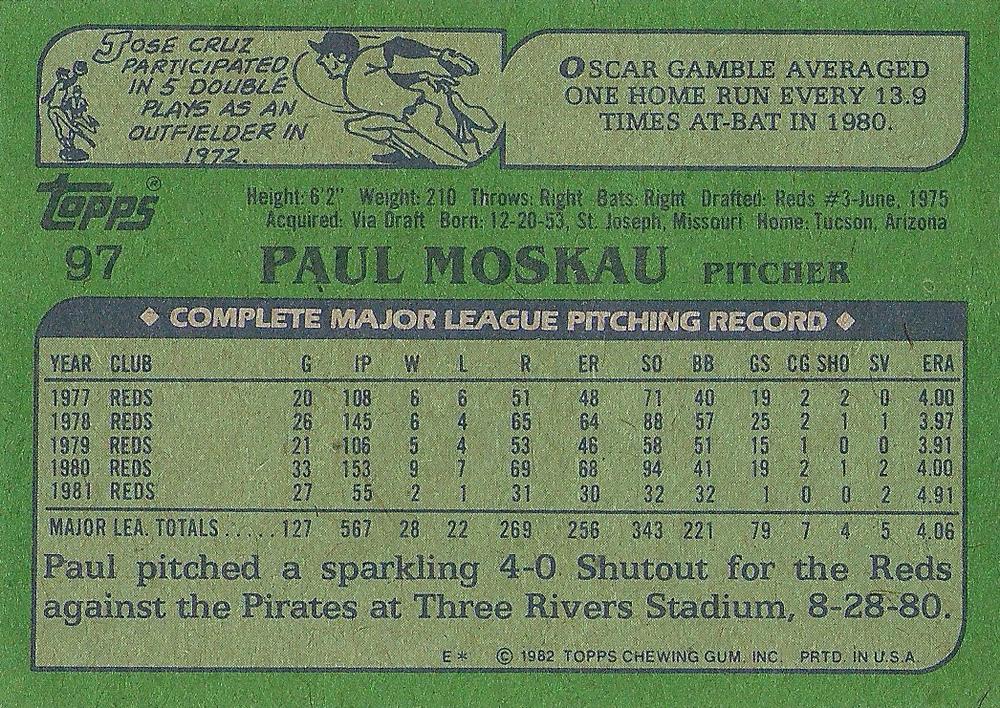 JOSE CRUZ
PARTICIPATED
IN 5 DOUBLE
PLAYS AS AN
OUTFIELDER IN
1972.
OSCAR GAMBLE AVERAGED
ONE HOME RUN EVERY 13.9
TIMES AT-BAT IN 1980.
Topps®
Height: 6'2" Weight: 210 Throws: Right Bats: Right Drafted: Reds #3-June, 1975
Acquired: Via Draft Born: 12-20-53, St. Joseph, Missouri Home: Tucson, Arizona
97 PAUL MOSKAU PITCHER
COMPLETE MAJOR LEAGUE PITCHING RECORD
YEAR CLUB G IP W L R ER SO BB GS CG SHO SV ERA
1977 REDS 20 108 6 6 51 48 71 40 19 2 2 0 4.00
1978 REDS 26 145 6 4 65 64 88 57 25 2 1 1 3.97
1979 REDS 21 106 5 4 53 46 58 51 15 1 0 0 3.91
1980 REDS 33 153 9 7 69 68 94 41 19 2 1 2 4.00
1981 REDS 27 55 2 1 31 30 32 32 1 0 0 2 4.91
MAJOR LEA. TOTALS ..... 127 567 28 22 269 256 343 221 79 7 4 5 4.06
Paul pitched a sparkling 4-0 Shutout for the Reds
against the Pirates at Three Rivers Stadium, 8-28-80.
E* © 1982 TOPPS CHEWING GUM, INC. PRTD. IN U.S.A.